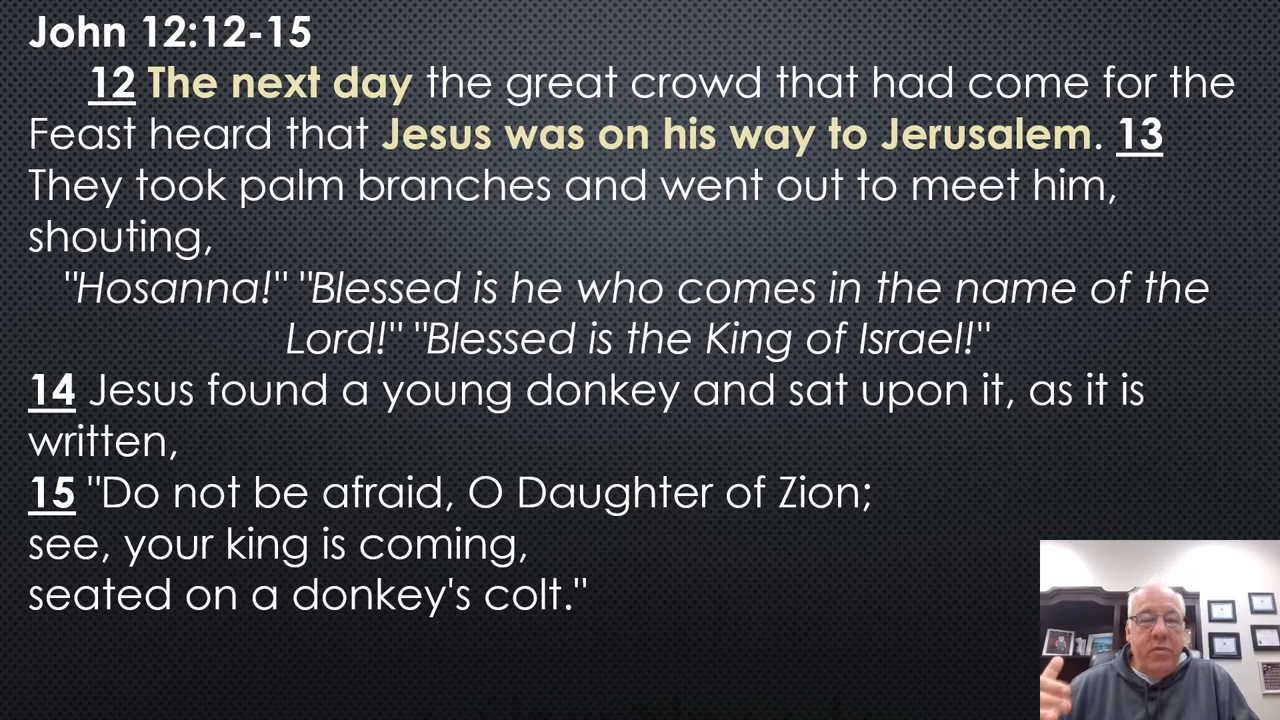 John 12:12-15
12 The next day the great crowd that had come for the
Feast heard that Jesus was on his way to Jerusalem. 13
They took palm branches and went out to meet him,
shouting,
"Hosanna!" "Blessed is he who comes in the name of the
Lord!" "Blessed is the King of Israel!"
14 Jesus found a young donkey and sat upon it, as it is
written,
15 "Do not be afraid, O Daughter of Zion;
see, your king is coming,
seated on a donkey's colt."